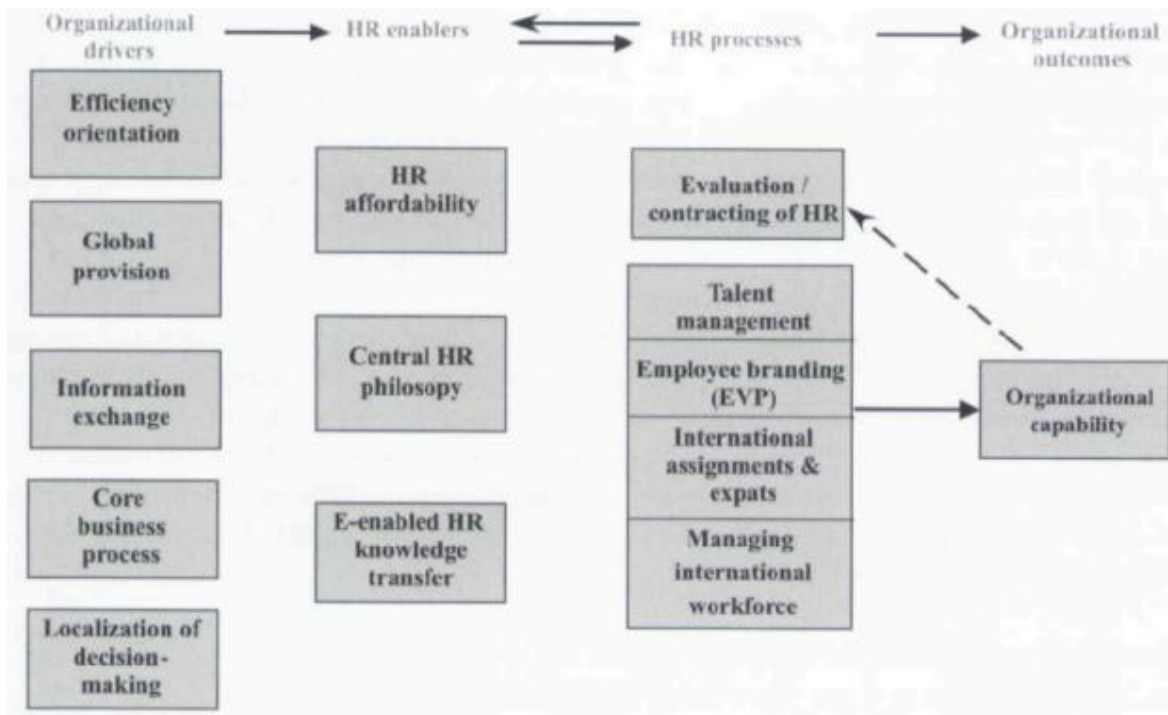 Organizational
drivers
HR enablers
HR processes
Organizational
outcomes
Efficiency
orientation
Global
provision
Information
exchange
Core
business
process
Localization of
decision-
making
HR
affordability
Central HR
philosopy
E-enabled HR
knowledge
transfer
Evaluation /
contracting of HR
Talent
management
Employee branding
(EVP)
International
assignments &
expats
Managing
international
workforce
Organizational
capability